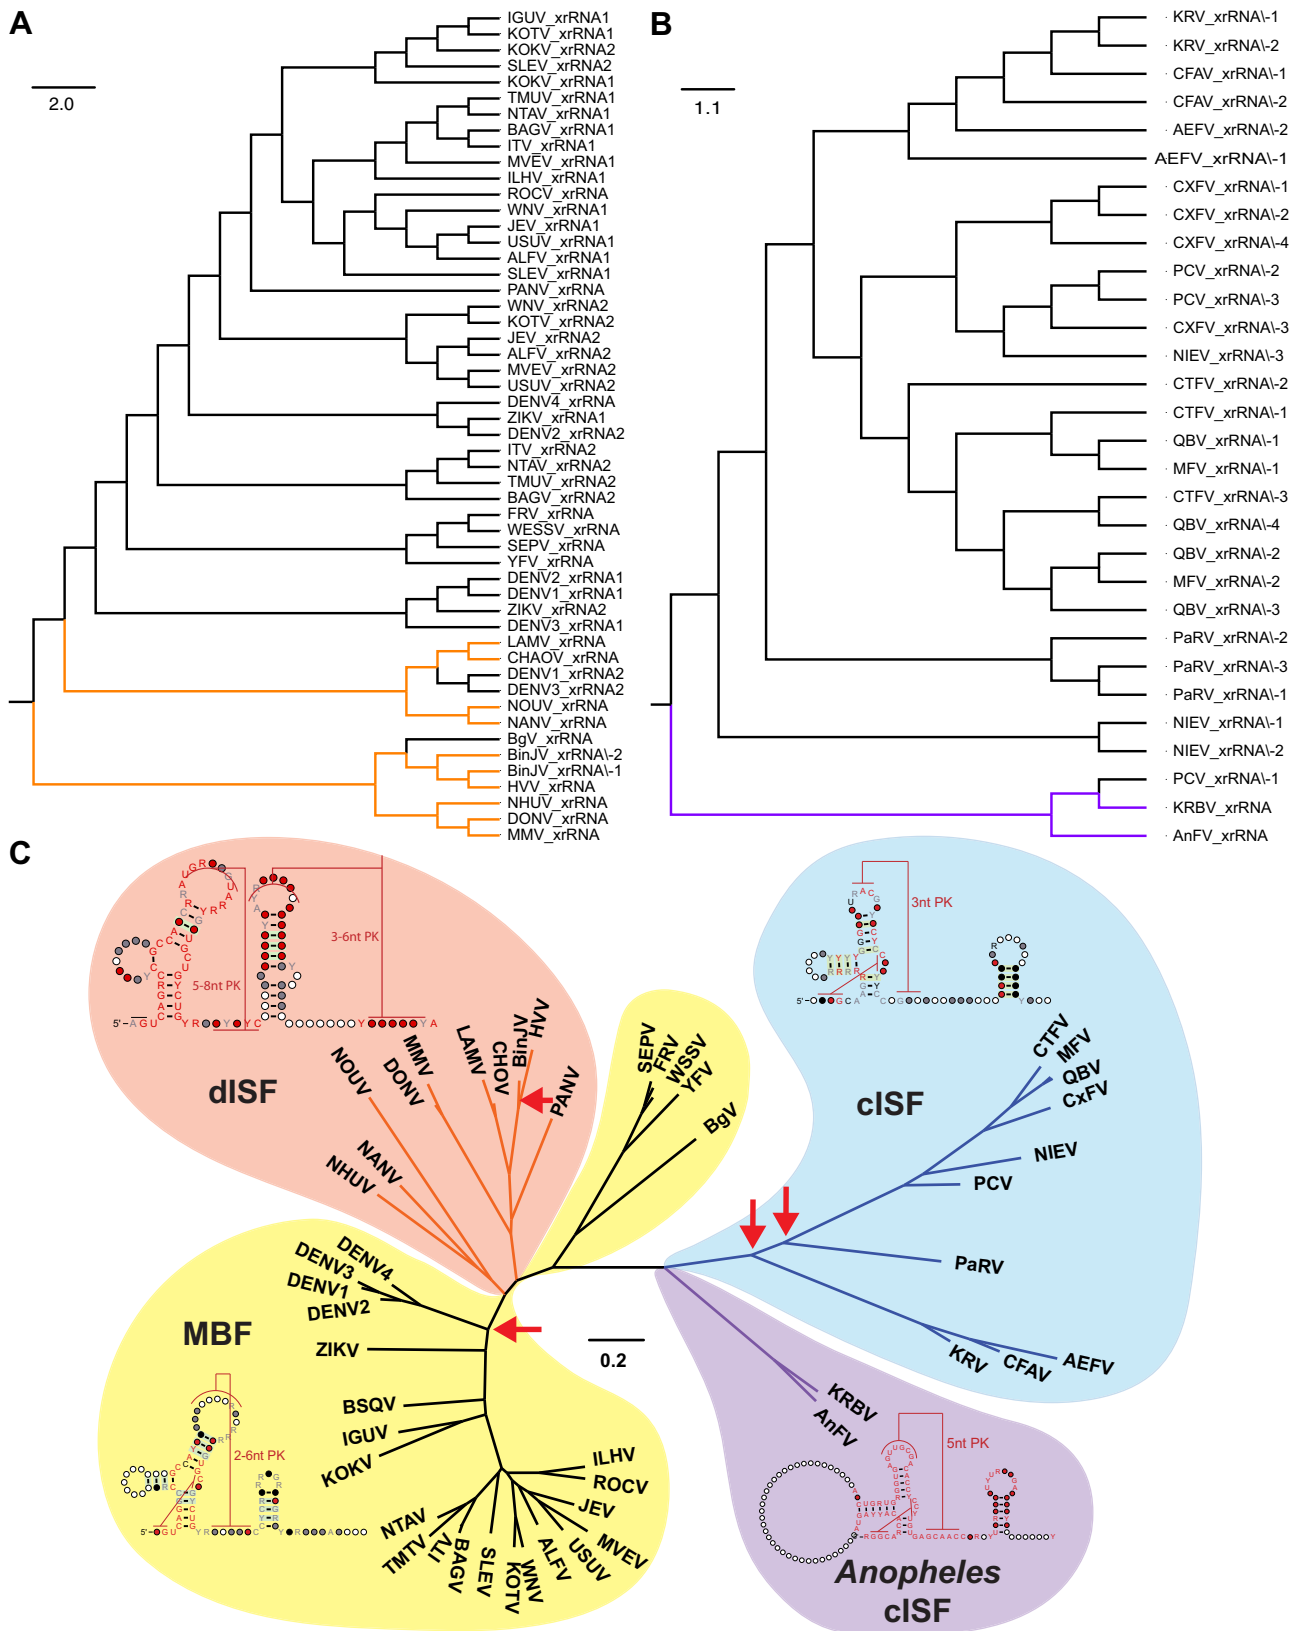 A
IGUV_xrRNA1
KOTV_xrRNA1
KOKV_xrRNA2
SLEV_xrRNA2
KOKV_xrRNA1
TMUV_xrRNA1
NTAV_xrRNA1
BAGV_xrRNA1
ITV_xrRNA1
MVEV_xrRNA1
ILHV_xrRNA1
ROCV_xrRNA
WNV_xrRNA1
JEV_xrRNA1
USUV_xrRNA1
ALFV_xrRNA1
SLEV_xrRNA1
PANV_xrRNA
WNV_xrRNA2
KOTV_xrRNA2
JEV_xrRNA2
ALFV_xrRNA2
MVEV_xrRNA2
USUV_xrRNA2
DENV4_xrRNA
ZIKV_xrRNA1
DENV2_xrRNA2
ITV_xrRNA2
NTAV_xrRNA2
TMUV_xrRNA2
BAGV_xrRNA2
FRV_xrRNA
WESSV_xrRNA
SEPV_xrRNA
YFV_xrRNA
DENV2_xrRNA1
DENV1_xrRNA1
ZIKV_xrRNA2
DENV3_xrRNA1
LAMV_xrRNA
CHAOV_xrRNA
DENV1_xrRNA2
DENV3_xrRNA2
NOUV_xrRNA
NANV_xrRNA
BgV_xrRNA
BinJV_xrRNA\-2
BinJV_xrRNA\-1
HVV_xrRNA
NHUV_xrRNA
DONV_xrRNA
MMV_xrRNA
2.0
B
KRV_xrRNA\-1
KRV_xrRNA\-2
CFAV_xrRNA\-1
CFAV_xrRNA\-2
AEFV_xrRNA\-2
AEFV_xrRNA\-1
CXFV_xrRNA\-1
CXFV_xrRNA\-2
CXFV_xrRNA\-4
PCV_xrRNA\-2
PCV_xrRNA\-3
CXFV_xrRNA\-3
NIEV_xrRNA\-3
CTFV_xrRNA\-2
CTFV_xrRNA\-1
QBV_xrRNA\-1
MFV_xrRNA\-1
CTFV_xrRNA\-3
QBV_xrRNA\-4
QBV_xrRNA\-2
MFV_xrRNA\-2
QBV_xrRNA\-3
PaRV_xrRNA\-2
PaRV_xrRNA\-3
PaRV_xrRNA\-1
NIEV_xrRNA\-1
NIEV_xrRNA\-2
PCV_xrRNA\-1
KRBV_xrRNA
AnFV_xrRNA
1.1
C
3-6nt PK
5-8nt PK
dISF
NOUV
DONV
MMV
LAMV
CHOV
BinJV
HVV
PANV
NANV
NHUV
SEPV
FRV
WSSV
YFV
BgV
3nt PK
cISF
CTFV
MFV
QBV
CxFV
NIEV
PCV
PaRV
KRV
CFAV
AEFV
MBF
DENV4
DENV3
DENV1
DENV2
ZIKV
BSQV
IGUV
KOKV
2-6nt PK
NTAV
TMTV
ITV
BAGV
SLEV
KOTV
WNV
ALFV
USUV
MVEV
JEV
ROCV
ILHV
0.2
KRBV
AnFV
5nt PK
Anopheles
cISF